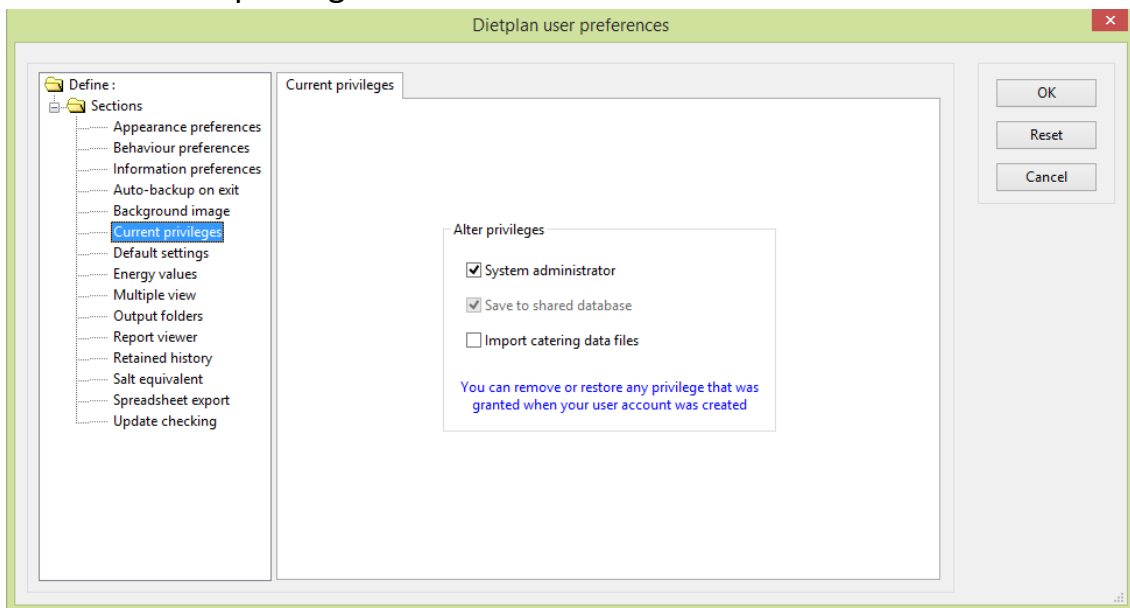 Dietplan user preferences
Define :
Sections
Appearance preferences
Behaviour preferences
Information preferences
Auto-backup on exit
Background image
Current privileges
Default settings
Energy values
Multiple view
Output folders
Report viewer
Retained history
Salt equivalent
Spreadsheet export
Update checking
Current privileges
Alter privileges
System administrator
Save to shared database
Import catering data files
You can remove or restore any privilege that was
granted when your user account was created
OK
Reset
Cancel